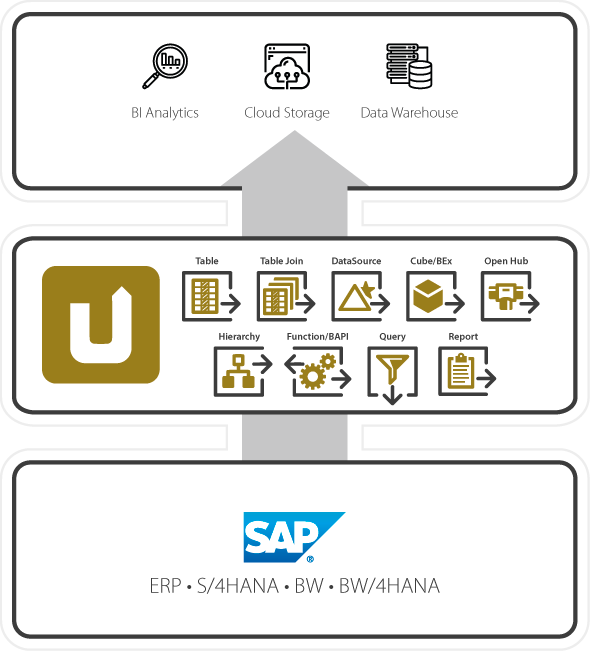 BI Analytics Cloud Storage Data Warehouse
Table Table Join DataSource Cube/BEx Open Hub
Hierarchy Function/BAPI Query Report
SAP®
ERP • S/4HANA • BW • BW/4HANA